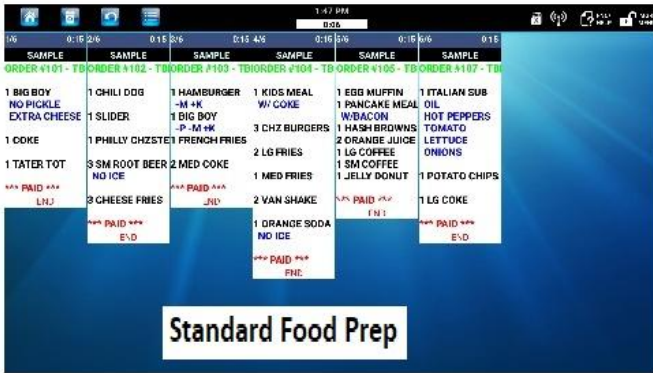 1:47 PM
0:06
1/6 0:15
SAMPLE
ORDER #101 - TB
1 BIG BOY
NO PICKLE
EXTRA CHEESE
1 COKE
1 TATER TOT
*** PAID ***
END
2/6 0:15
SAMPLE
ORDER #102 - TB
1 CHILI DOG
1 SLIDER
1 PHILLY CHZSTE
3 SM ROOT BEER
NO ICE
3 CHEESE FRIES
*** PAID ***
END
3/6 0:15
SAMPLE
ORDER #103 - TB
1 HAMBURGER
-M +K
1 BIG BOY
-P -M +K
1 FRENCH FRIES
2 MED COKE
*** PAID ***
END
4/6 0:15
SAMPLE
ORDER #104 - TB
1 KIDS MEAL
W/ COKE
3 CHZ BURGERS
2 LG FRIES
1 MED FRIES
2 VAN SHAKE
1 ORANGE SODA
NO ICE
*** PAID ***
END
5/6 0:15
SAMPLE
ORDER #105 - TB
1 EGG MUFFIN
1 PANCAKE MEAL
W/BACON
1 HASH BROWNS
2 ORANGE JUICE
1 LG COFFEE
1 SM COFFEE
1 JELLY DONUT
*** PAID ***
END
6/6 0:15
SAMPLE
ORDER #107 - TB
1 ITALIAN SUB
OIL
HOT PEPPERS
TOMATO
LETTUCE
ONIONS
1 POTATO CHIPS
1 LG COKE
*** PAID ***
END
Standard Food Prep